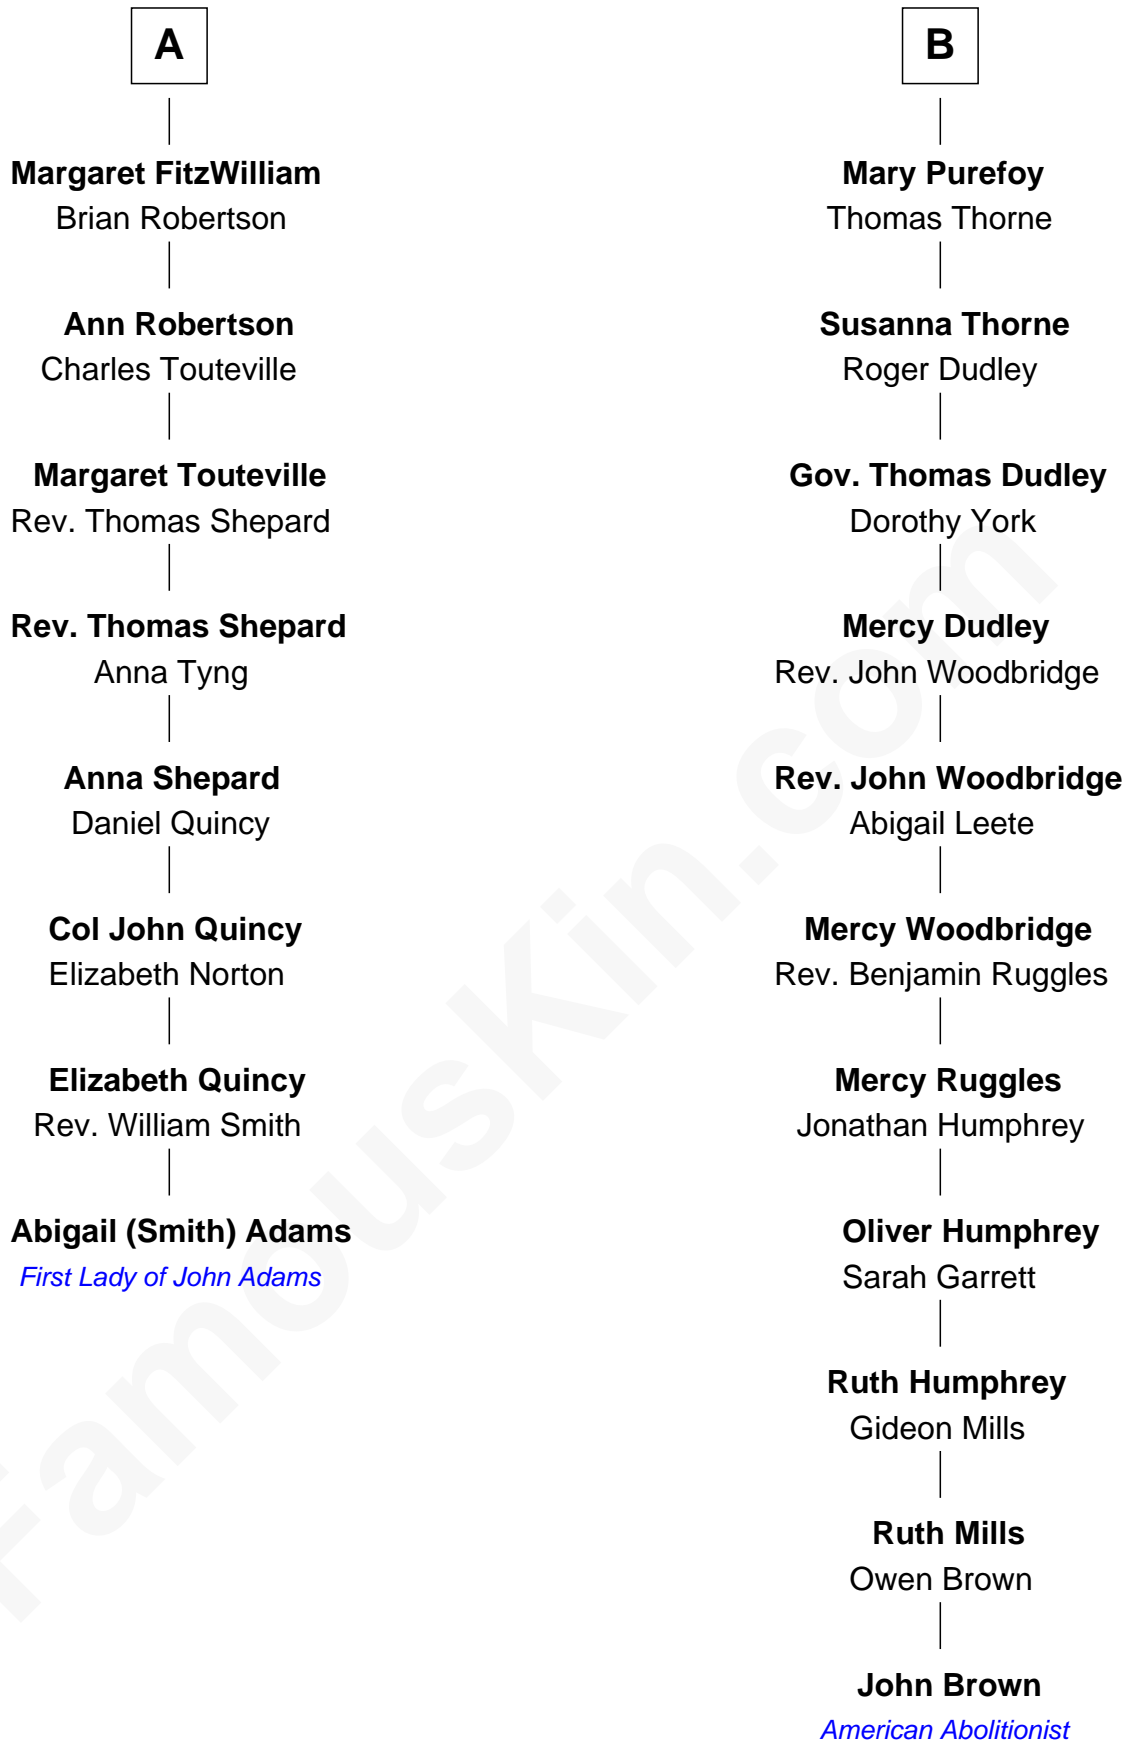 A
Margaret FitzWilliam
Brian Robertson
Ann Robertson
Charles Touteville
Margaret Touteville
Rev. Thomas Shepard
Rev. Thomas Shepard
Anna Tyng
Anna Shepard
Daniel Quincy
Col John Quincy
Elizabeth Norton
Elizabeth Quincy
Rev. William Smith
Abigail (Smith) Adams
First Lady of John Adams
B
Mary Purefoy
Thomas Thorne
Susanna Thorne
Roger Dudley
Gov. Thomas Dudley
Dorothy York
Mercy Dudley
Rev. John Woodbridge
Rev. John Woodbridge
Abigail Leete
Mercy Woodbridge
Rev. Benjamin Ruggles
Mercy Ruggles
Jonathan Humphrey
Oliver Humphrey
Sarah Garrett
Ruth Humphrey
Gideon Mills
Ruth Mills
Owen Brown
John Brown
American Abolitionist
FamousKin.com